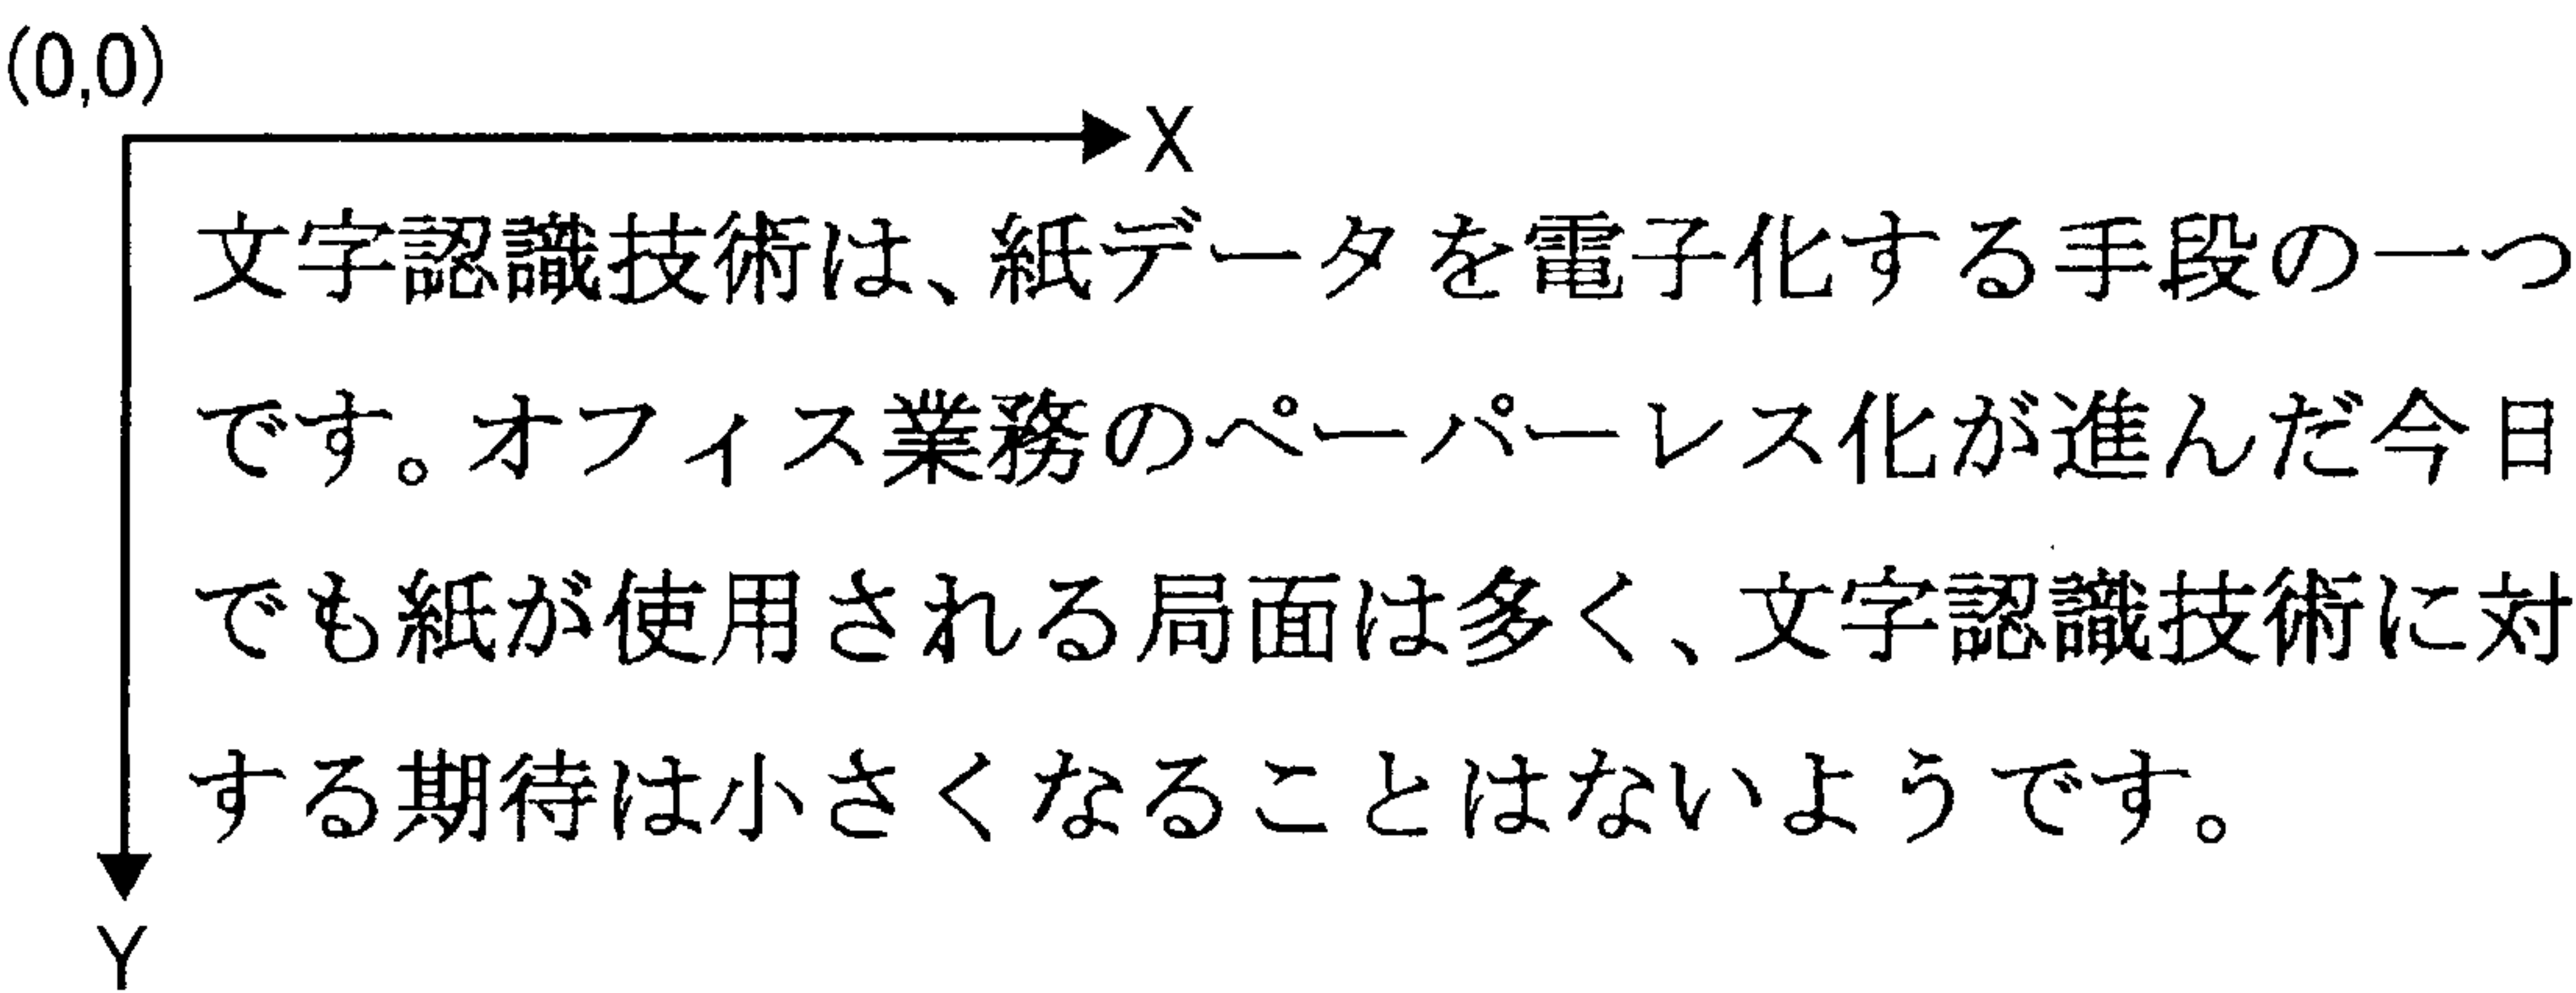 (0,0)
X
文字認識技術は、紙データを電子化する手段の一つ
です。オフィス業務のペーパーレス化が進んだ今日
でも紙が使用される局面は多く、文字認識技術に対
する期待は小さくなることはないようです。
Y